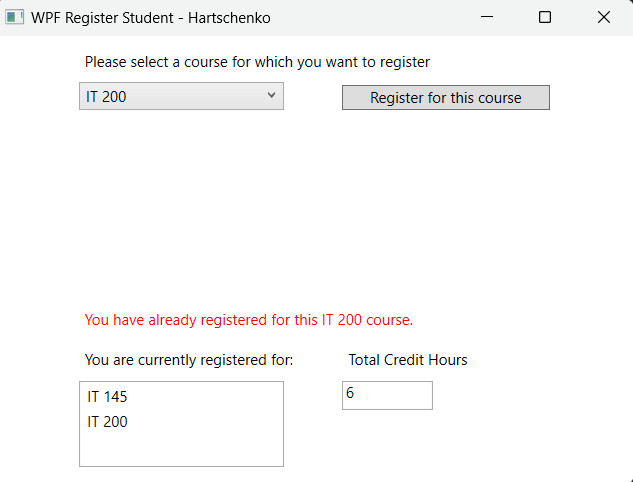 WPF Register Student - Hartschenko
Please select a course for which you want to register
IT 200
Register for this course
You have already registered for this IT 200 course.
You are currently registered for:
Total Credit Hours
IT 145
6
IT 200